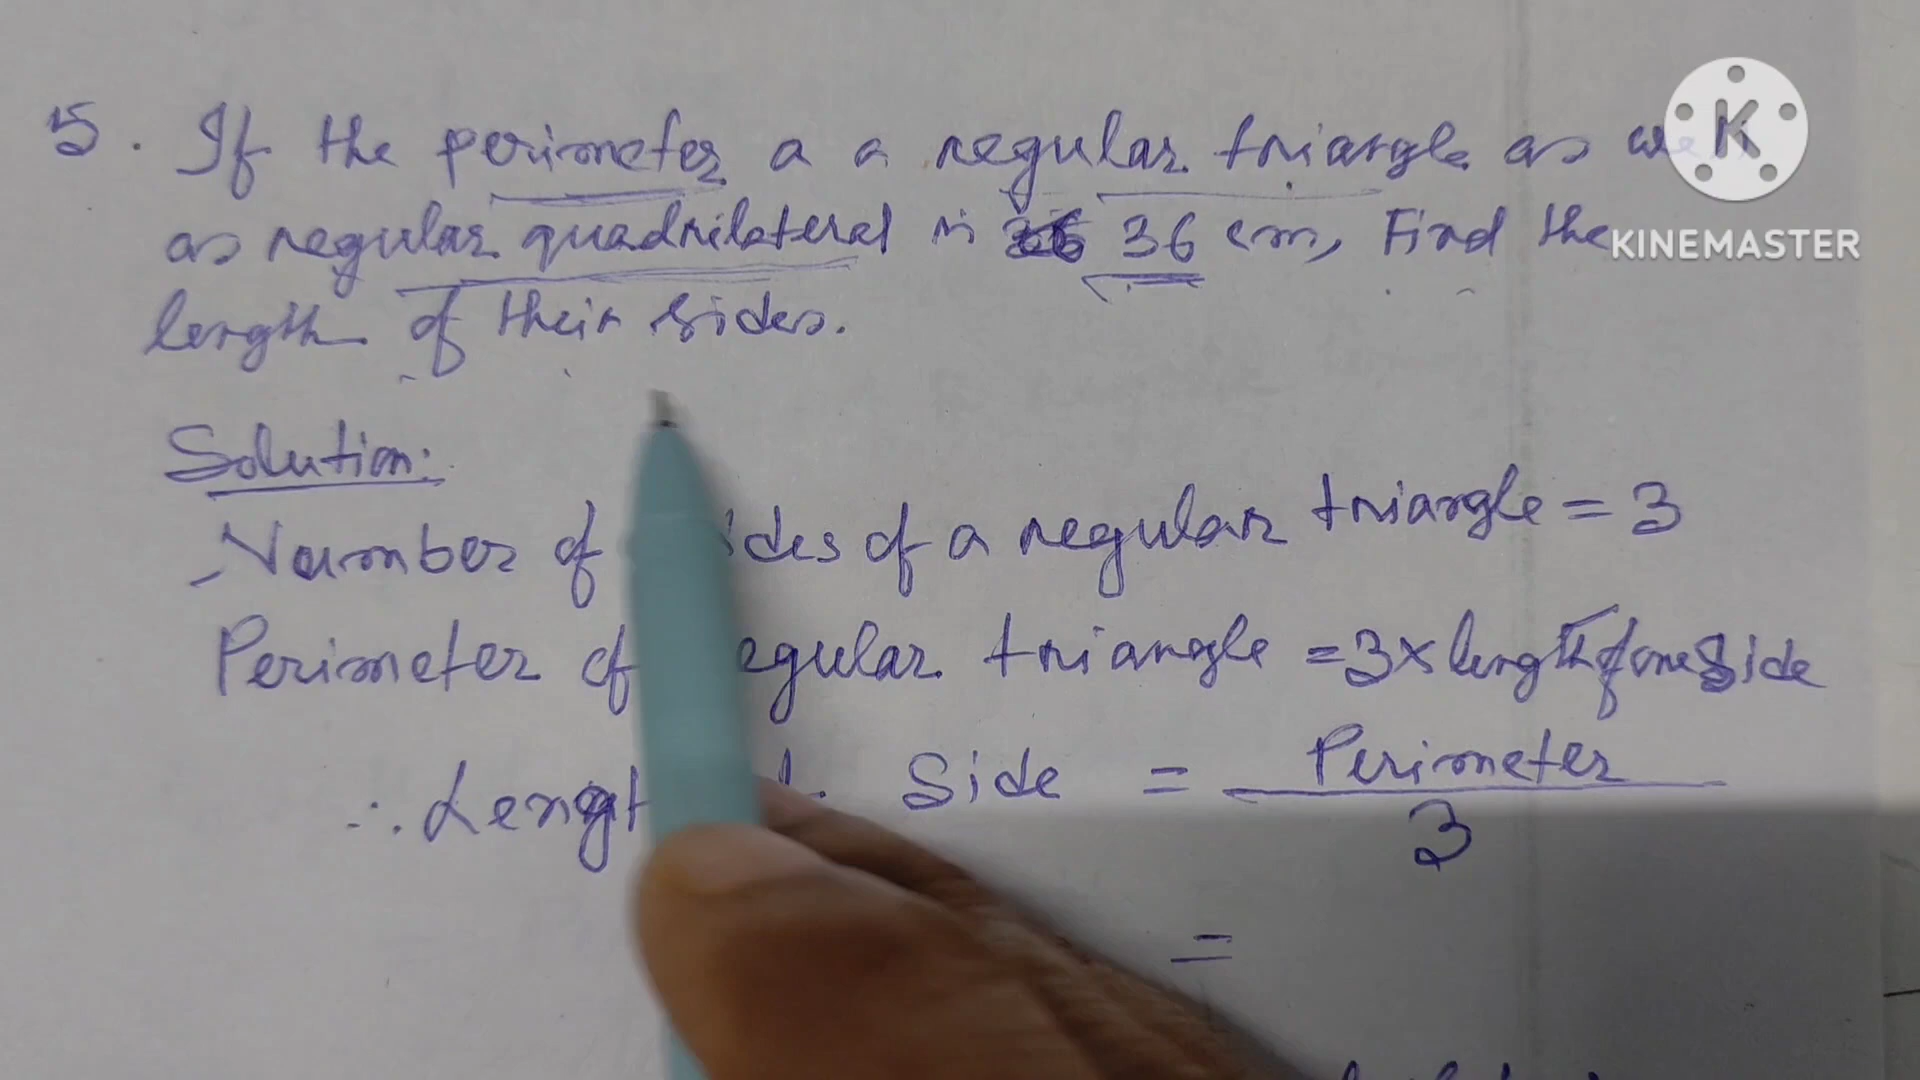 5. If the perimeter a a regular triangle as
as regular quadrilateral is 36 cm, Find the
length of their sides.
Solution:
Number of sides of a regular triangle = 3
Perimeter of regular triangle = 3 × length of one side
∴ Length Side = Perimeter
3
=
K
KINEMASTER